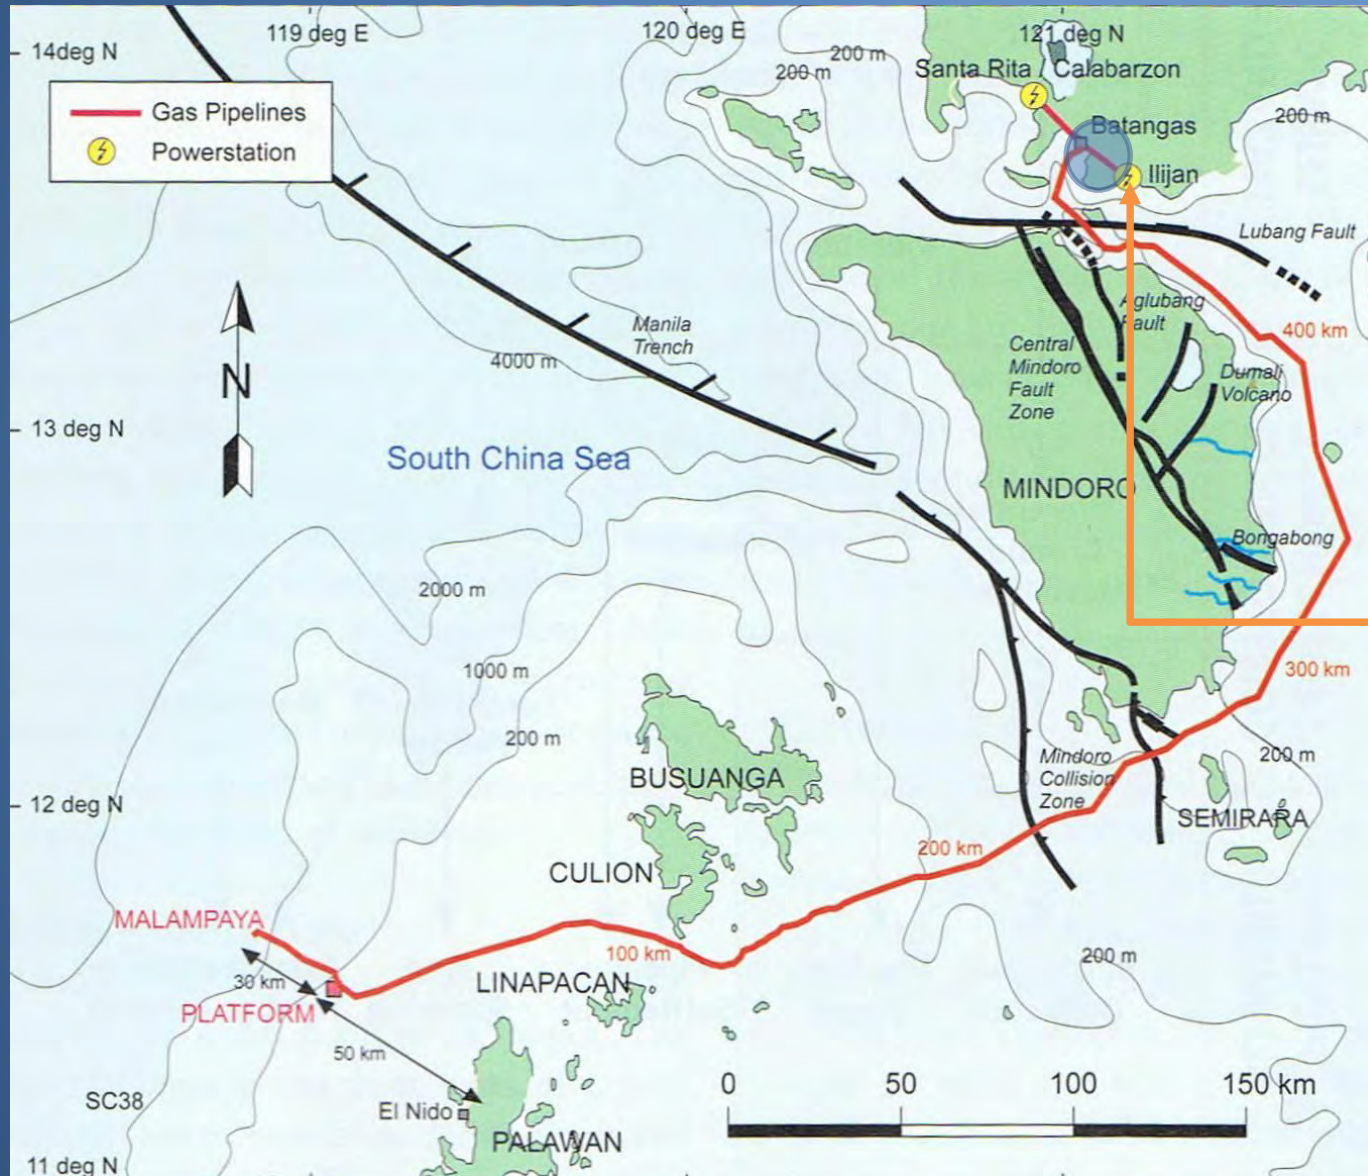 14deg N
119 deg E
120 deg E
121 deg N
200 m
200 m
Santa Rita
Calabarzon
Gas Pipelines
Powerstation
Batangas
200 m
Ilijan
Lubang Fault
N
Manila
Trench
4000 m
Aglubang
Fault
400 km
Central
Mindoro
Fault
Zone
Dumali
Volcano
13 deg N
South China Sea
MINDORO
Bongabong
2000 m
1000 m
300 km
200 m
200 m
BUSUANGA
Mindoro
Collision
Zone
12 deg N
SEMIRARA
200 km
CULION
MALAMPAYA
100 km
200 m
30 km
LINAPACAN
PLATFORM
50 km
0 50 100 150 km
SC38
El Nido
PALAWAN
11 deg N